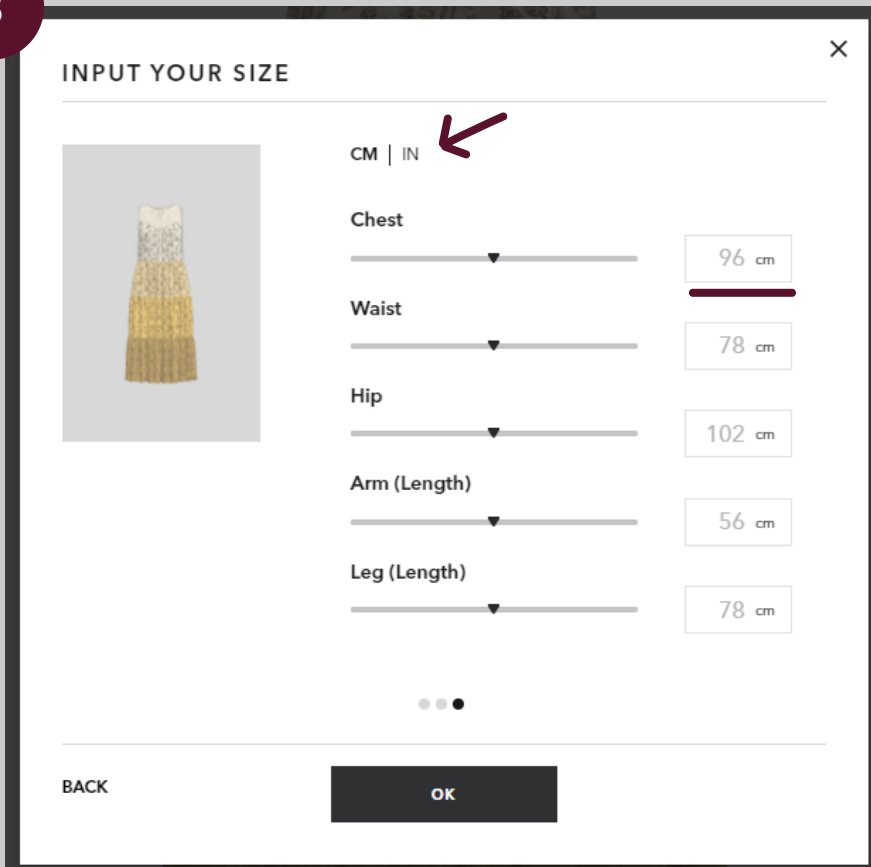 INPUT YOUR SIZE
CM | IN
Chest
96 cm
Waist
78 cm
Hip
102 cm
Arm (Length)
56 cm
Leg (Length)
78 cm
BACK
OK